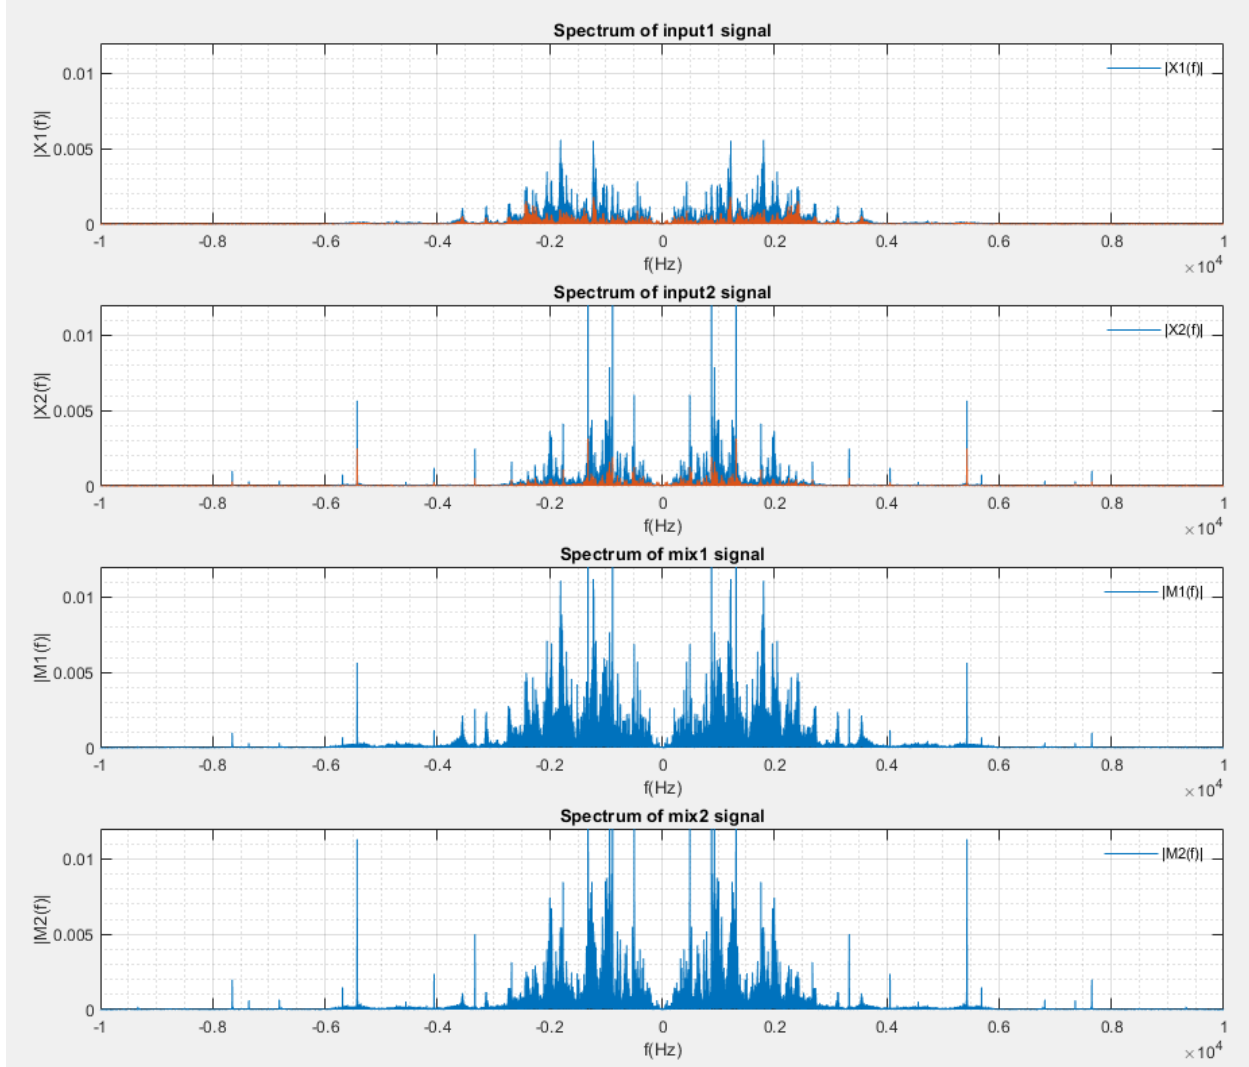 Spectrum of input1 signal
|X1(f)|
0.01
0.005
0
|X1(f)|
-1 -0.8 -0.6 -0.4 -0.2 0 0.2 0.4 0.6 0.8 1
f(Hz)
×10^4
Spectrum of input2 signal
|X2(f)|
0.01
0.005
0
|X2(f)|
-1 -0.8 -0.6 -0.4 -0.2 0 0.2 0.4 0.6 0.8 1
f(Hz)
×10^4
Spectrum of mix1 signal
|M1(f)|
0.01
0.005
0
|M1(f)|
-1 -0.8 -0.6 -0.4 -0.2 0 0.2 0.4 0.6 0.8 1
f(Hz)
×10^4
Spectrum of mix2 signal
|M2(f)|
0.01
0.005
0
|M2(f)|
-1 -0.8 -0.6 -0.4 -0.2 0 0.2 0.4 0.6 0.8 1
f(Hz)
×10^4